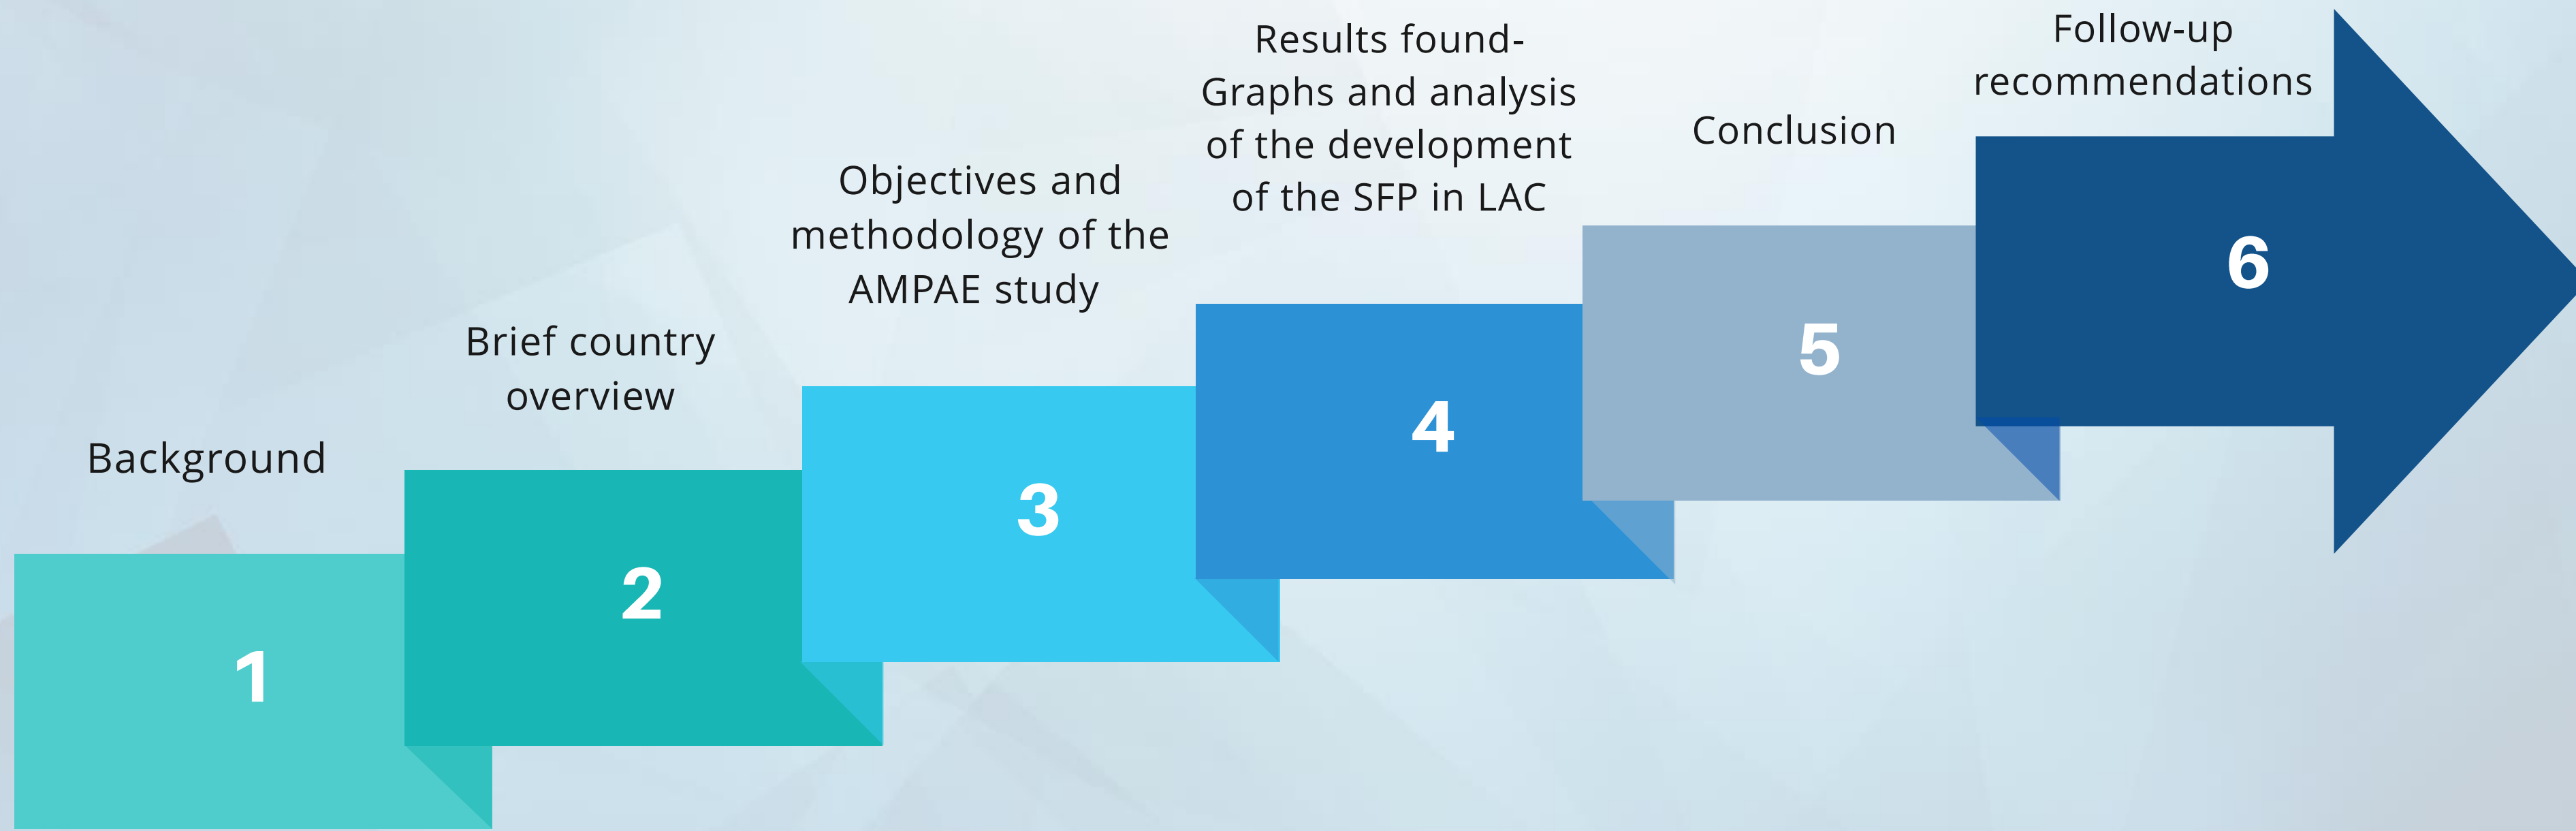 Background
1
Brief country
overview
2
Objectives and
methodology of the
AMPAE study
3
Results found-
Graphs and analysis
of the development
of the SFP in LAC
4
Conclusion
5
Follow-up
recommendations
6